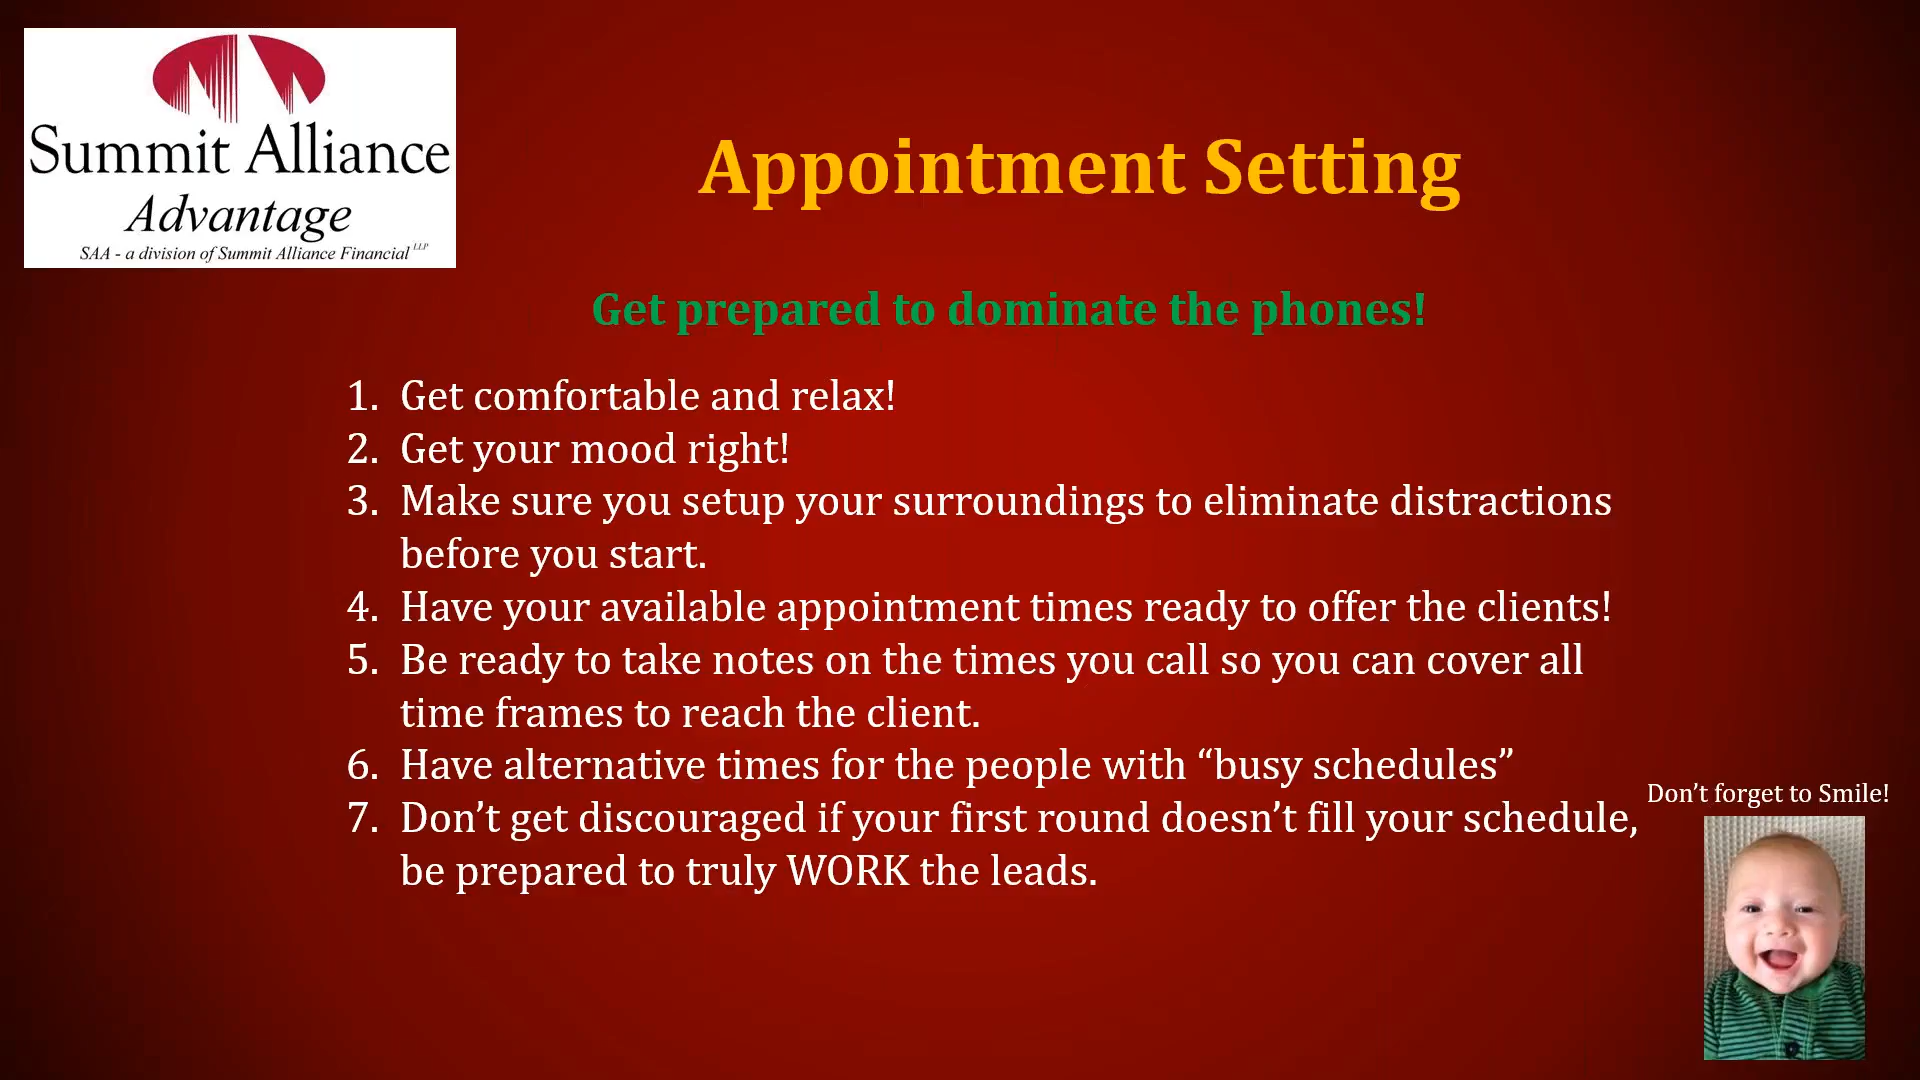 Summit Alliance
Advantage
SAA - a division of Summit Alliance Financial LLP
Appointment Setting
Get prepared to dominate the phones!
1. Get comfortable and relax!
2. Get your mood right!
3. Make sure you setup your surroundings to eliminate distractions
before you start.
4. Have your available appointment times ready to offer the clients!
5. Be ready to take notes on the times you call so you can cover all
time frames to reach the client.
6. Have alternative times for the people with “busy schedules”
7. Don’t get discouraged if your first round doesn’t fill your schedule,
be prepared to truly WORK the leads.
Don’t forget to Smile!